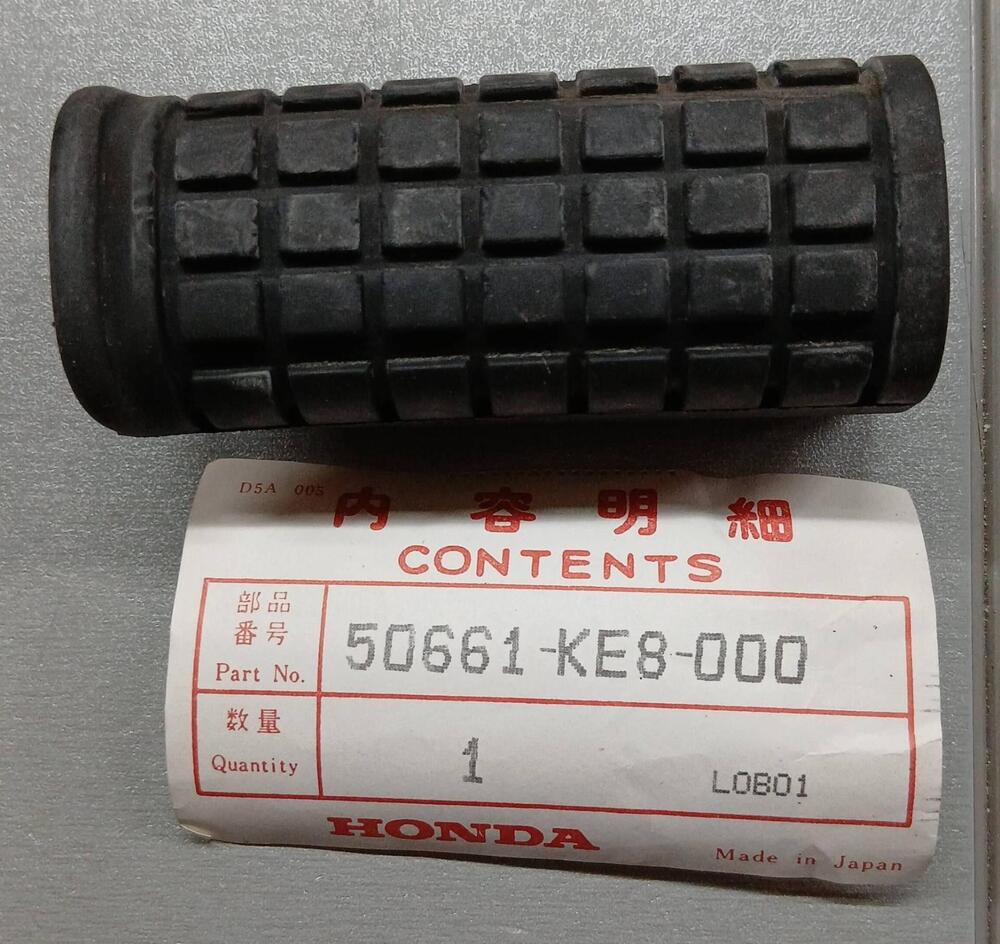 D5A 005
内容明細
CONTENTS
部品
番号
Part No.
50661-KE8-000
数量
Quantity
1
L0B01
HONDA
Made in Japan